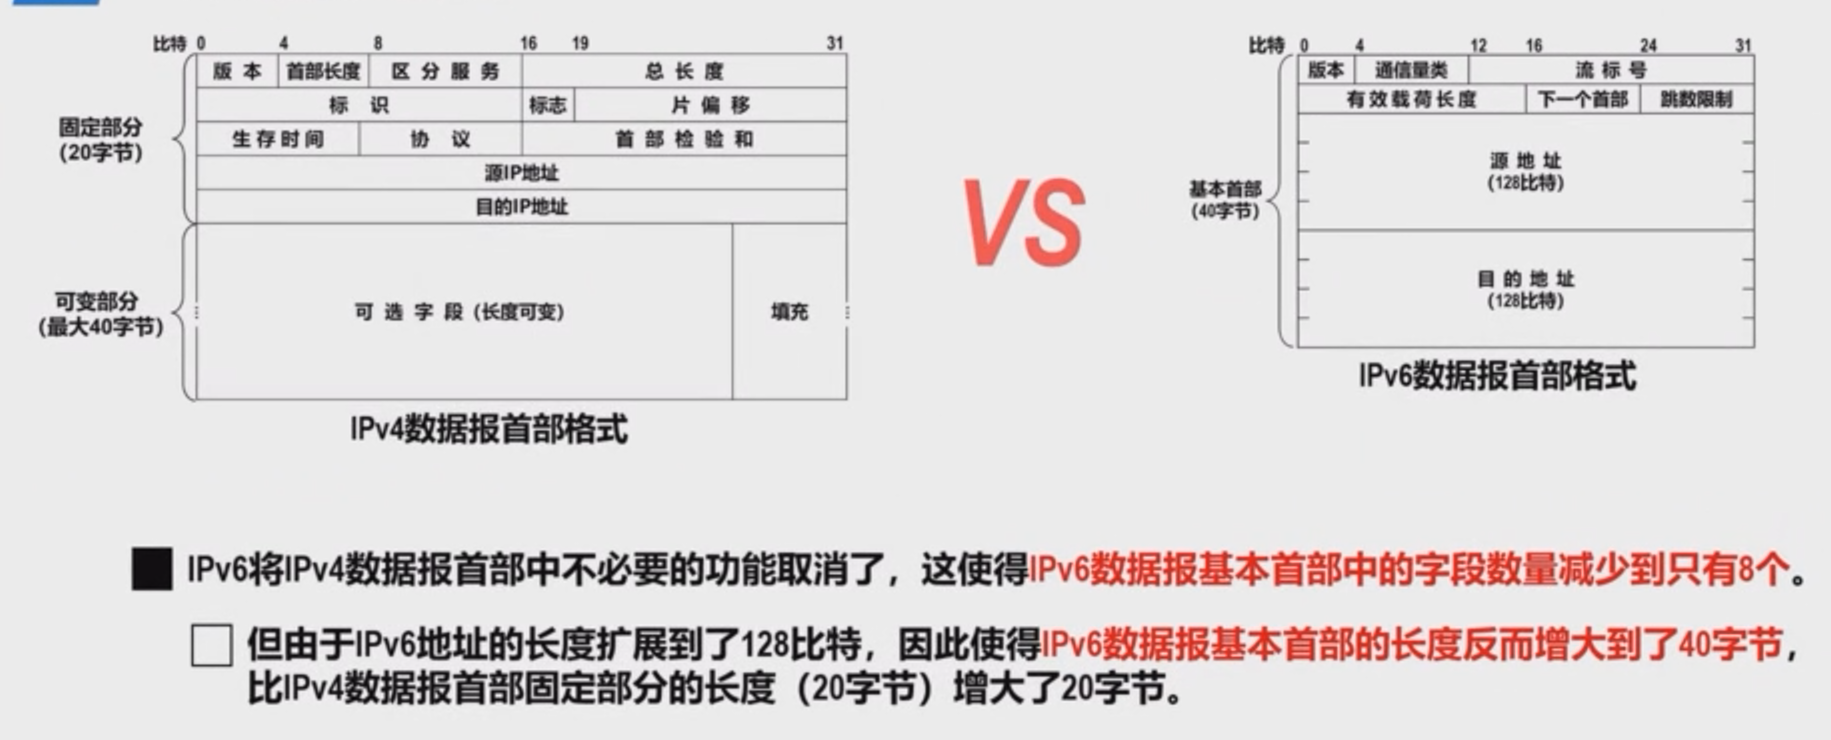 比特 0 4 8 16 19 31
版本 首部长度 区分服务 总长度
标识 标志 片偏移
生存时间 协议 首部检验和
源IP地址
目的IP地址
固定部分
(20字节)
可选字段 (长度可变) 填充
可变部分
(最大40字节)
IPv4数据报首部格式
VS
比特 0 4 12 16 24 31
版本 通信量类 流标号
有效载荷长度 下一个首部 跳数限制
源地址
(128比特)
基本首部
(40字节)
目的地址
(128比特)
IPv6数据报首部格式
IPv6将IPv4数据报首部中不必要的功能取消了，这使得IPv6数据报基本首部中的字段数量减少到只有8个。
但由于IPv6地址的长度扩展到了128比特，因此使得IPv6数据报基本首部的长度反而增大到了40字节，
比IPv4数据报首部固定部分的长度（20字节）增大了20字节。